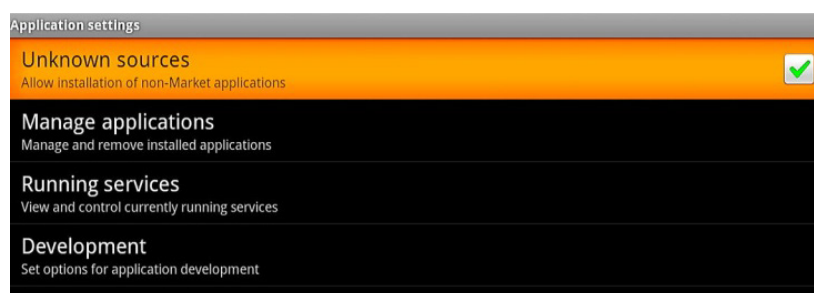 Application settings
Unknown sources
Allow installation of non-Market applications
Manage applications
Manage and remove installed applications
Running services
View and control currently running services
Development
Set options for application development